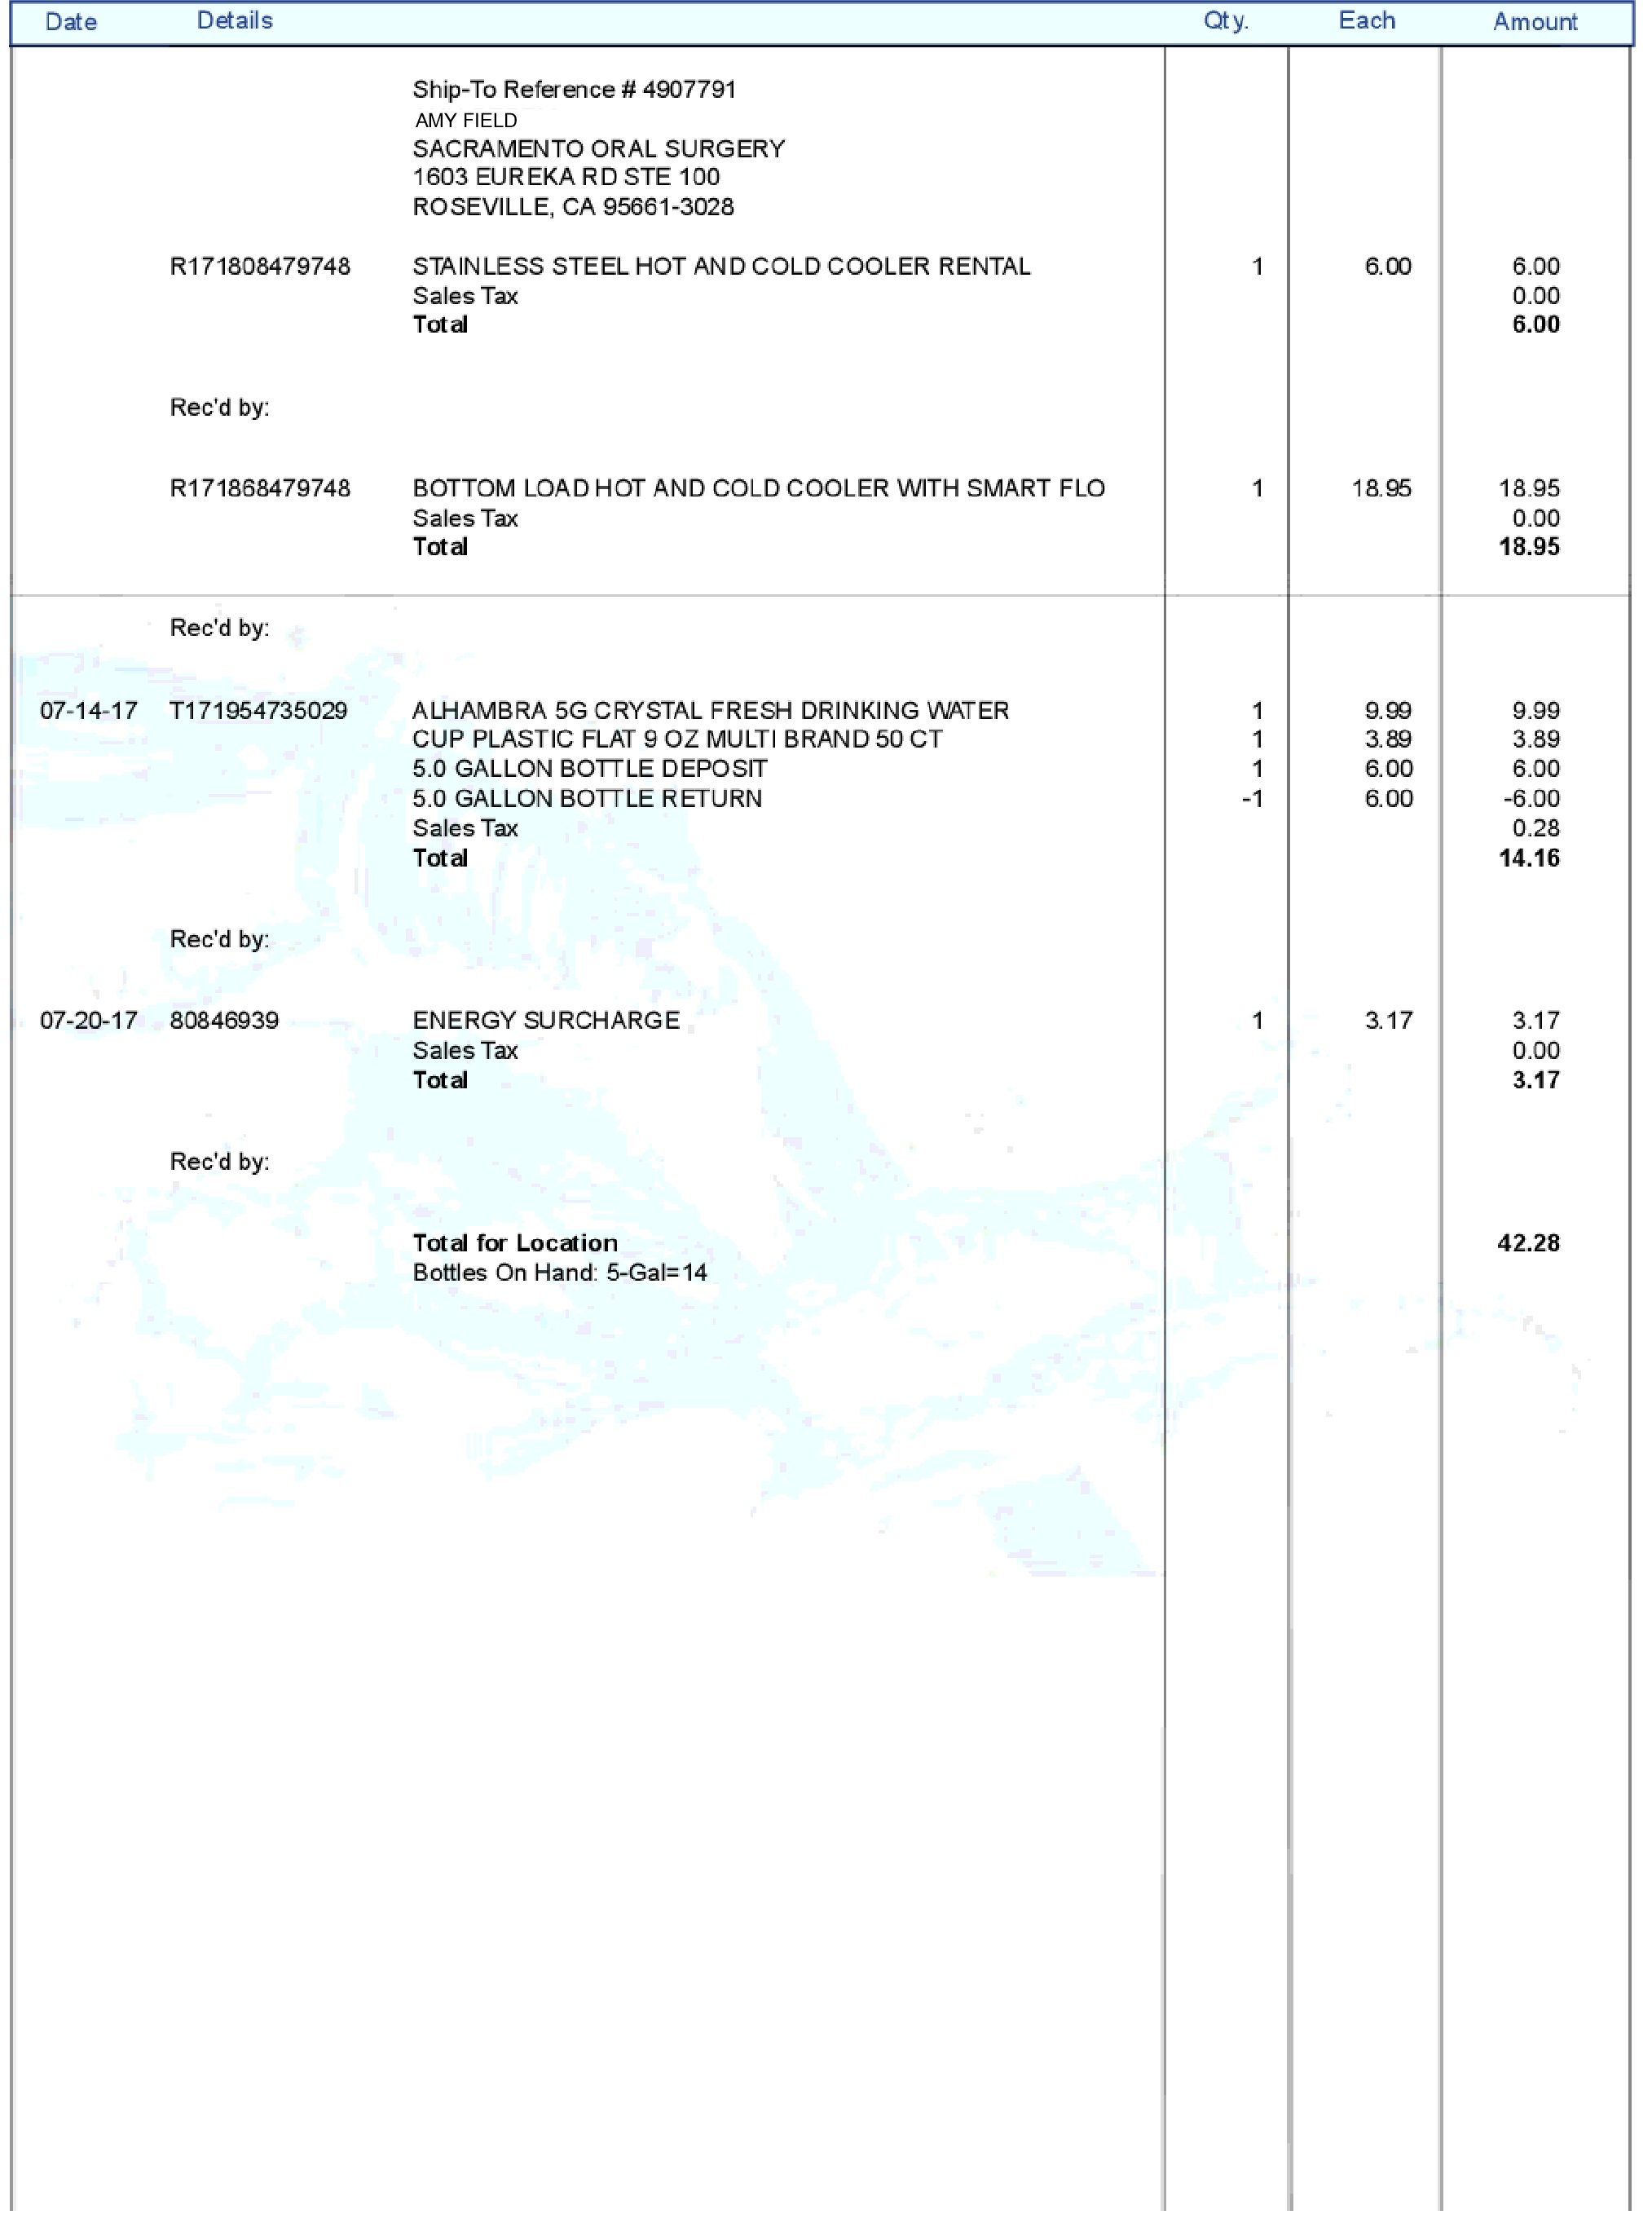 Date Details Qty. Each Amount
Ship-To Reference # 4907791
AMY FIELD
SACRAMENTO ORAL SURGERY
1603 EUREKA RD STE 100
ROSEVILLE, CA 95661-3028
R171808479748 STAINLESS STEEL HOT AND COLD COOLER RENTAL 1 6.00 6.00
Sales Tax 0.00
Total 6.00
Rec'd by:
R171868479748 BOTTOM LOAD HOT AND COLD COOLER WITH SMART FLO 1 18.95 18.95
Sales Tax 0.00
Total 18.95
Rec'd by:
07-14-17 T171954735029 ALHAMBRA 5G CRYSTAL FRESH DRINKING WATER 1 9.99 9.99
CUP PLASTIC FLAT 9 OZ MULTI BRAND 50 CT 1 3.89 3.89
5.0 GALLON BOTTLE DEPOSIT 1 6.00 6.00
5.0 GALLON BOTTLE RETURN -1 6.00 -6.00
Sales Tax 0.28
Total 14.16
Rec'd by:
07-20-17 80846939 ENERGY SURCHARGE 1 3.17 3.17
Sales Tax 0.00
Total 3.17
Rec'd by:
Total for Location 42.28
Bottles On Hand: 5-Gal=14